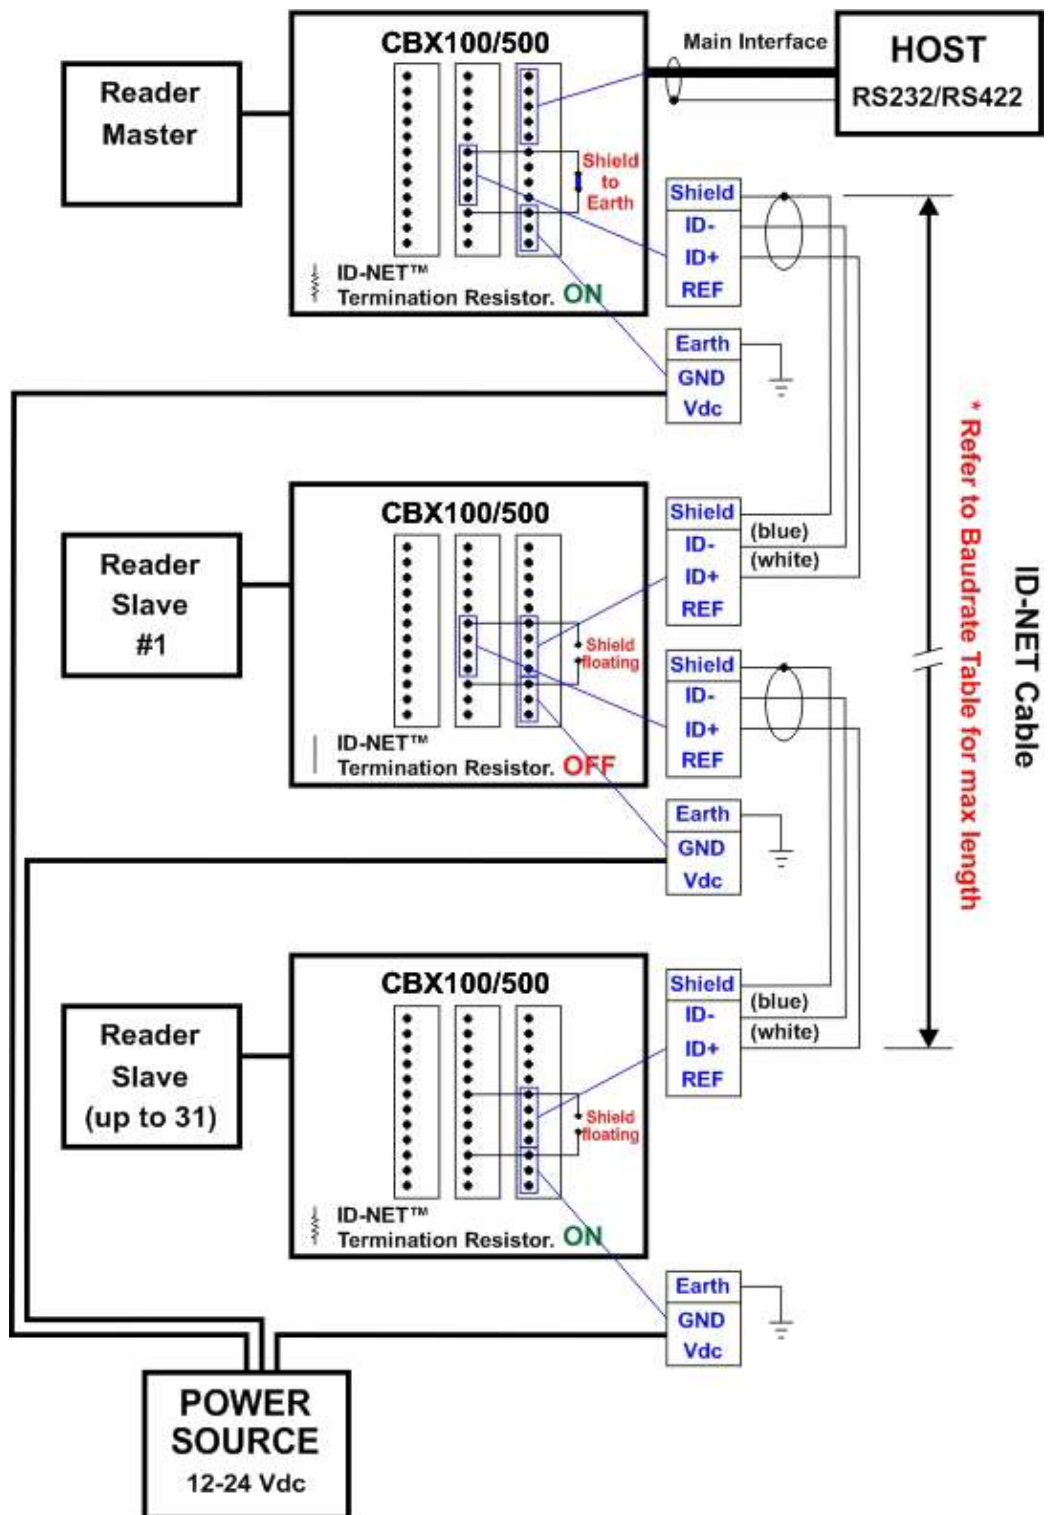 CBX100/500
Main Interface
HOST
RS232/RS422
Reader
Master
Shield
to
Earth
Shield
ID-
ID+
REF
ID-NET™
Termination Resistor. ON
Earth
GND
Vdc
* Refer to Baudrate Table for max length
ID-NET Cable
CBX100/500
Reader
Slave
#1
Shield
ID-
ID+
REF
(blue)
(white)
Shield
floating
Shield
ID-
ID+
REF
ID-NET™
Termination Resistor. OFF
Earth
GND
Vdc
CBX100/500
Reader
Slave
(up to 31)
Shield
ID-
ID+
REF
(blue)
(white)
Shield
floating
ID-NET™
Termination Resistor. ON
Earth
GND
Vdc
POWER
SOURCE
12-24 Vdc